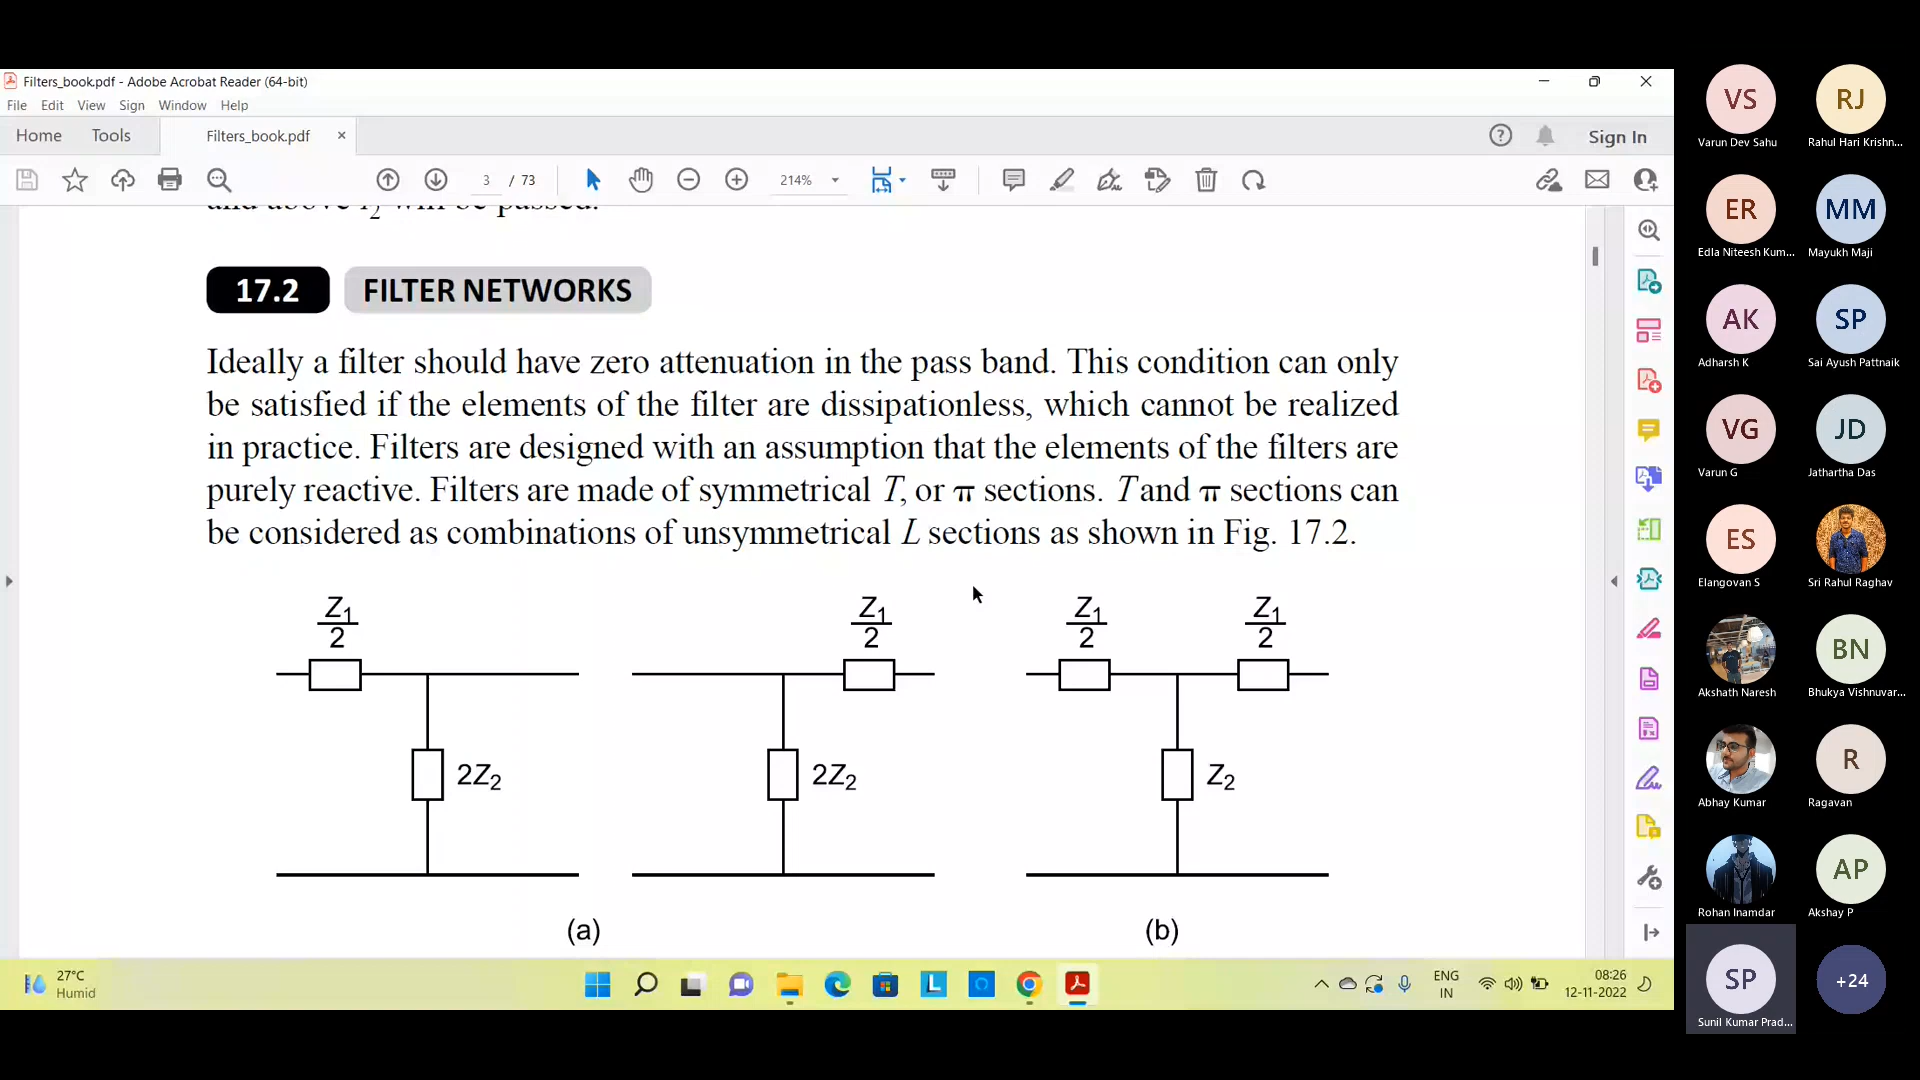 Filters_book.pdf - Adobe Acrobat Reader (64-bit)
File Edit View Sign Window Help
Home Tools Filters_book.pdf × Sign In
3 / 73 214%
and above f2 will be passed.
17.2 FILTER NETWORKS
Ideally a filter should have zero attenuation in the pass band. This condition can only
be satisfied if the elements of the filter are dissipationless, which cannot be realized
in practice. Filters are designed with an assumption that the elements of the filters are
purely reactive. Filters are made of symmetrical T, or π sections. T and π sections can
be considered as combinations of unsymmetrical L sections as shown in Fig. 17.2.
Z1 Z1 Z1 Z1
2 2 2 2
2Z2 2Z2 Z2
(a) (b)
27°C
Humid
ENG
IN
08:26
12-11-2022
VS RJ
Varun Dev Sahu Rahul Hari Krishn...
ER MM
Edla Niteesh Kum... Mayukh Maji
AK SP
Adharsh K Sai Ayush Pattnaik
VG JD
Varun G Jathartha Das
ES
Elangovan S Sri Rahul Raghav
BN
Akshath Naresh Bhukya Vishnuvar...
R
Abhay Kumar Ragavan
AP
Rohan Inamdar Akshay P
SP +24
Sunil Kumar Prad...